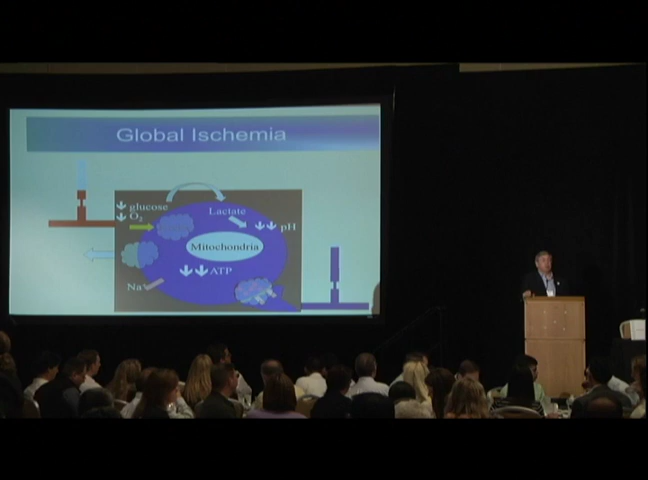 Global Ischemia
glucose
O₂
Lactate
pH
Mitochondria
ATP
Na